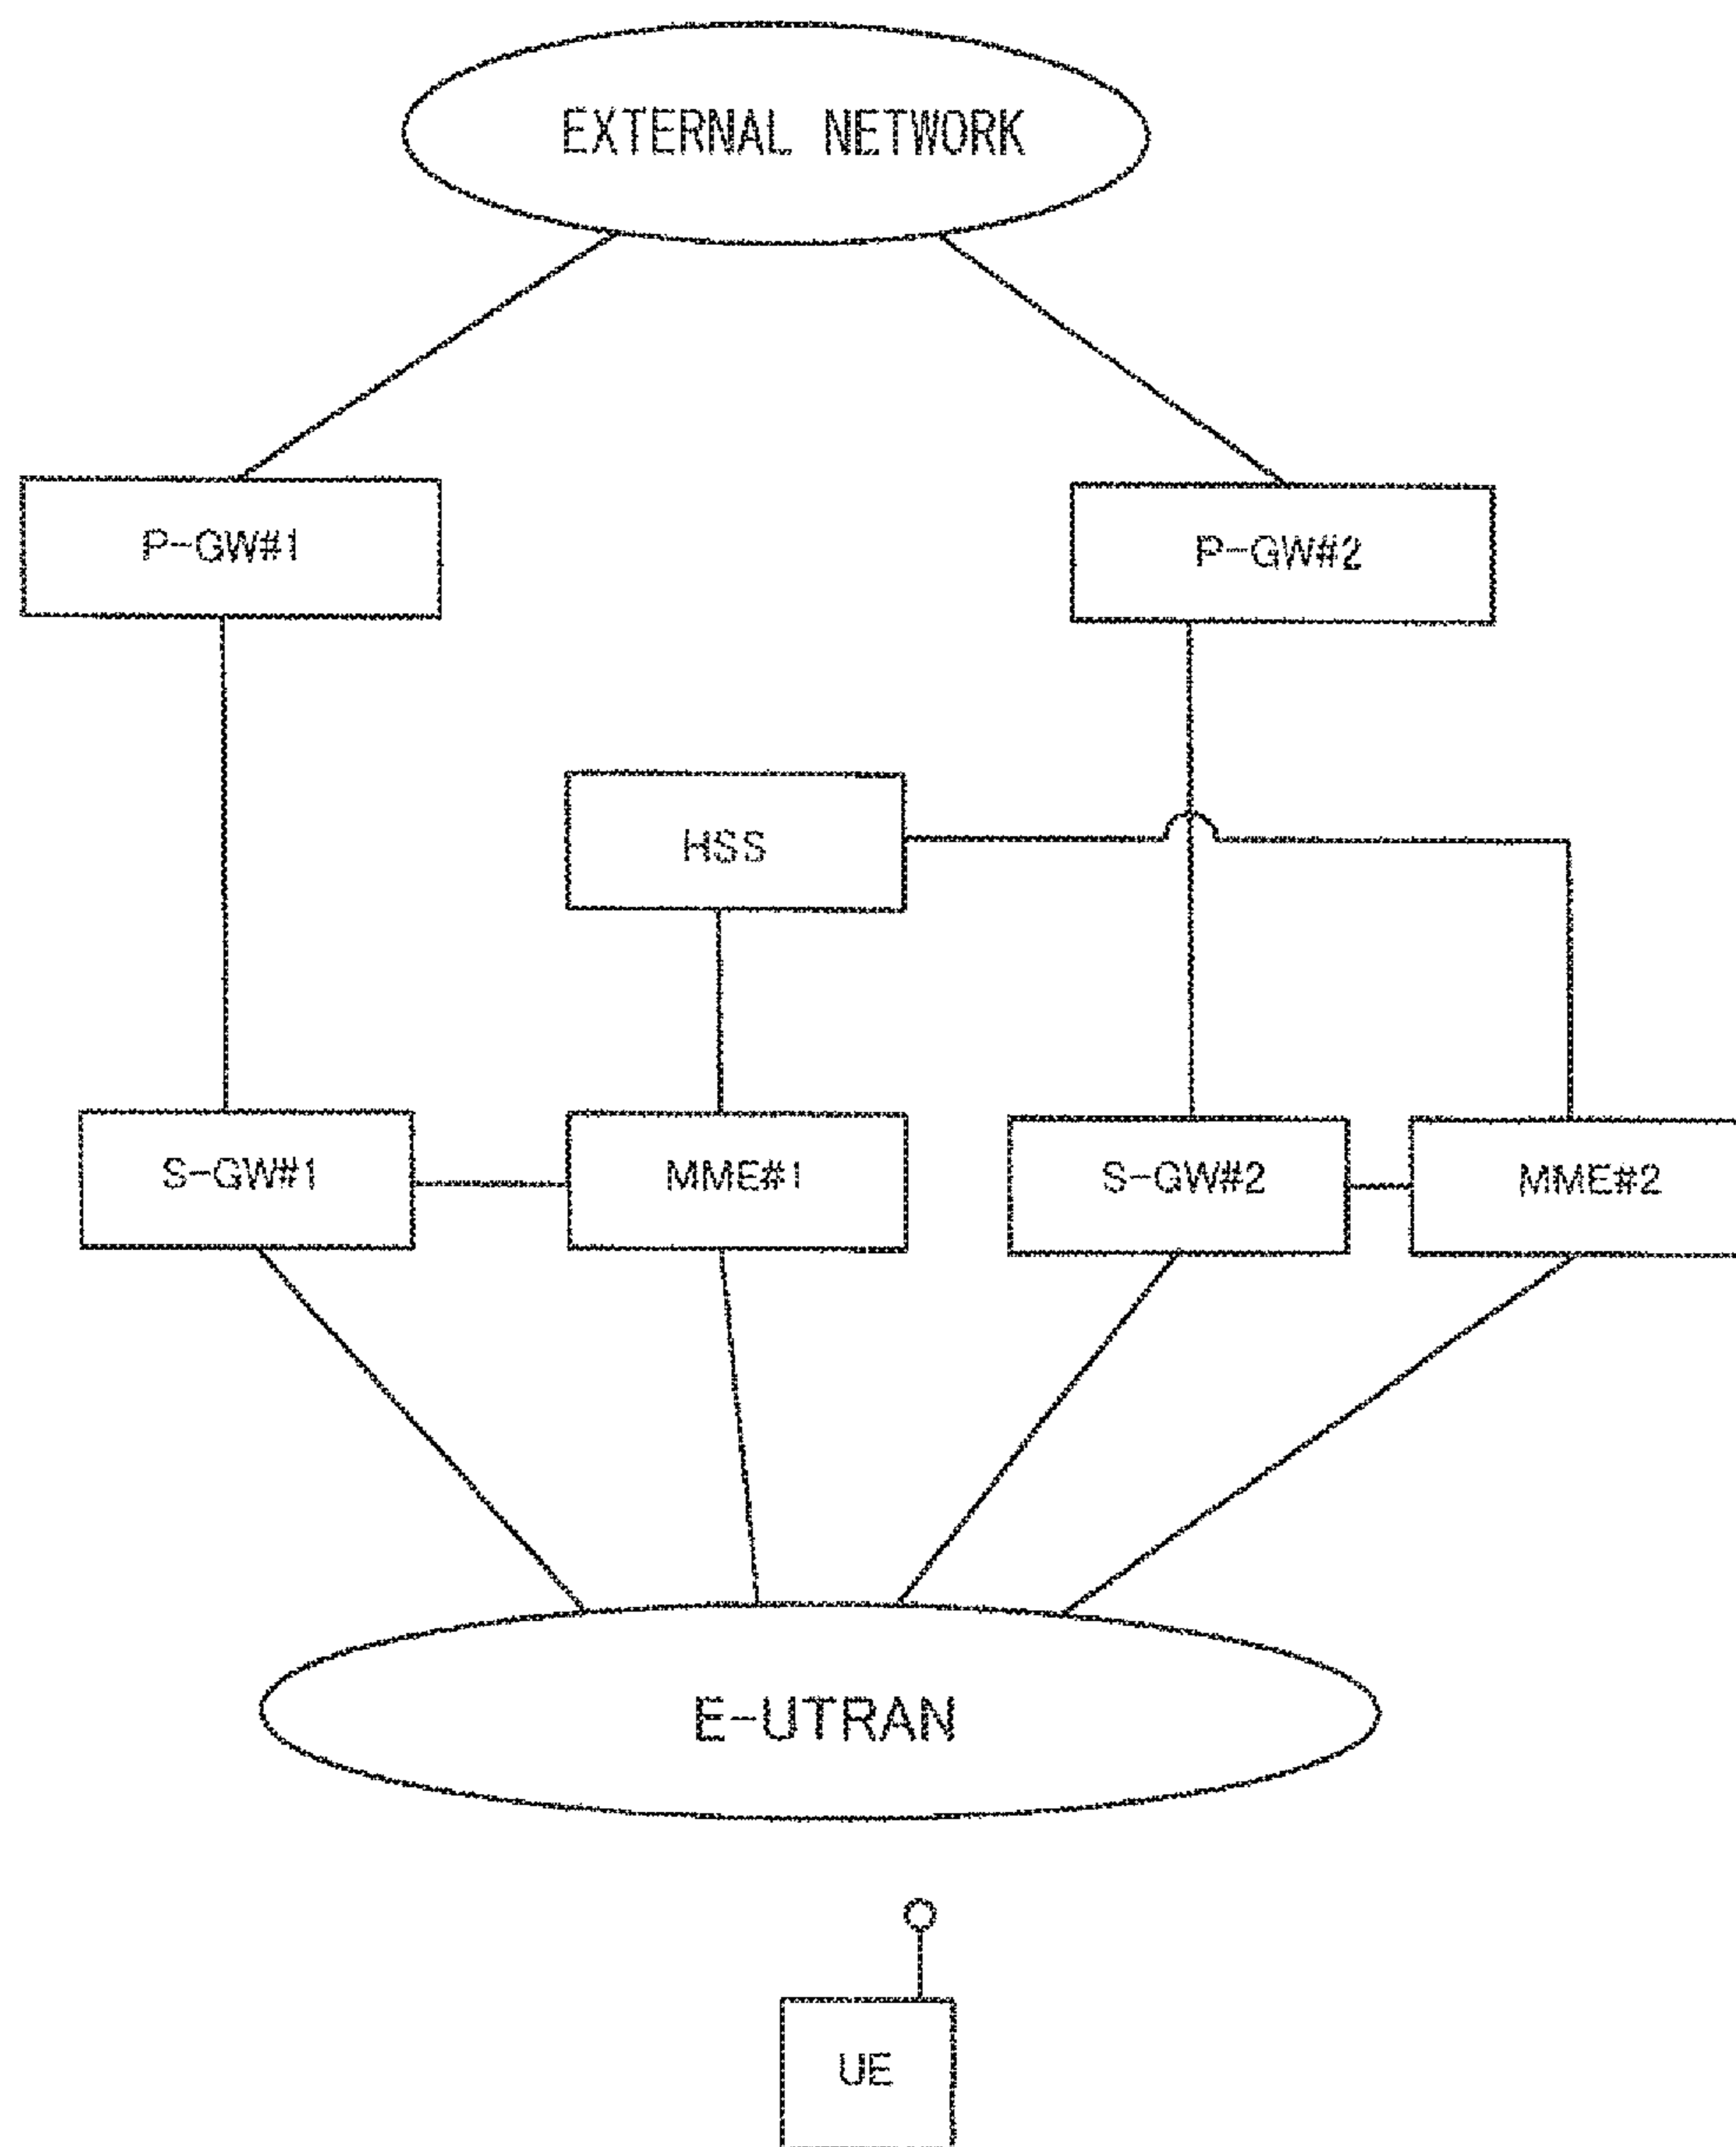 EXTERNAL NETWORK
P-GW#1
P-GW#2
HSS
S-GW#1
MME#1
S-GW#2
MME#2
E-UTRAN
UE